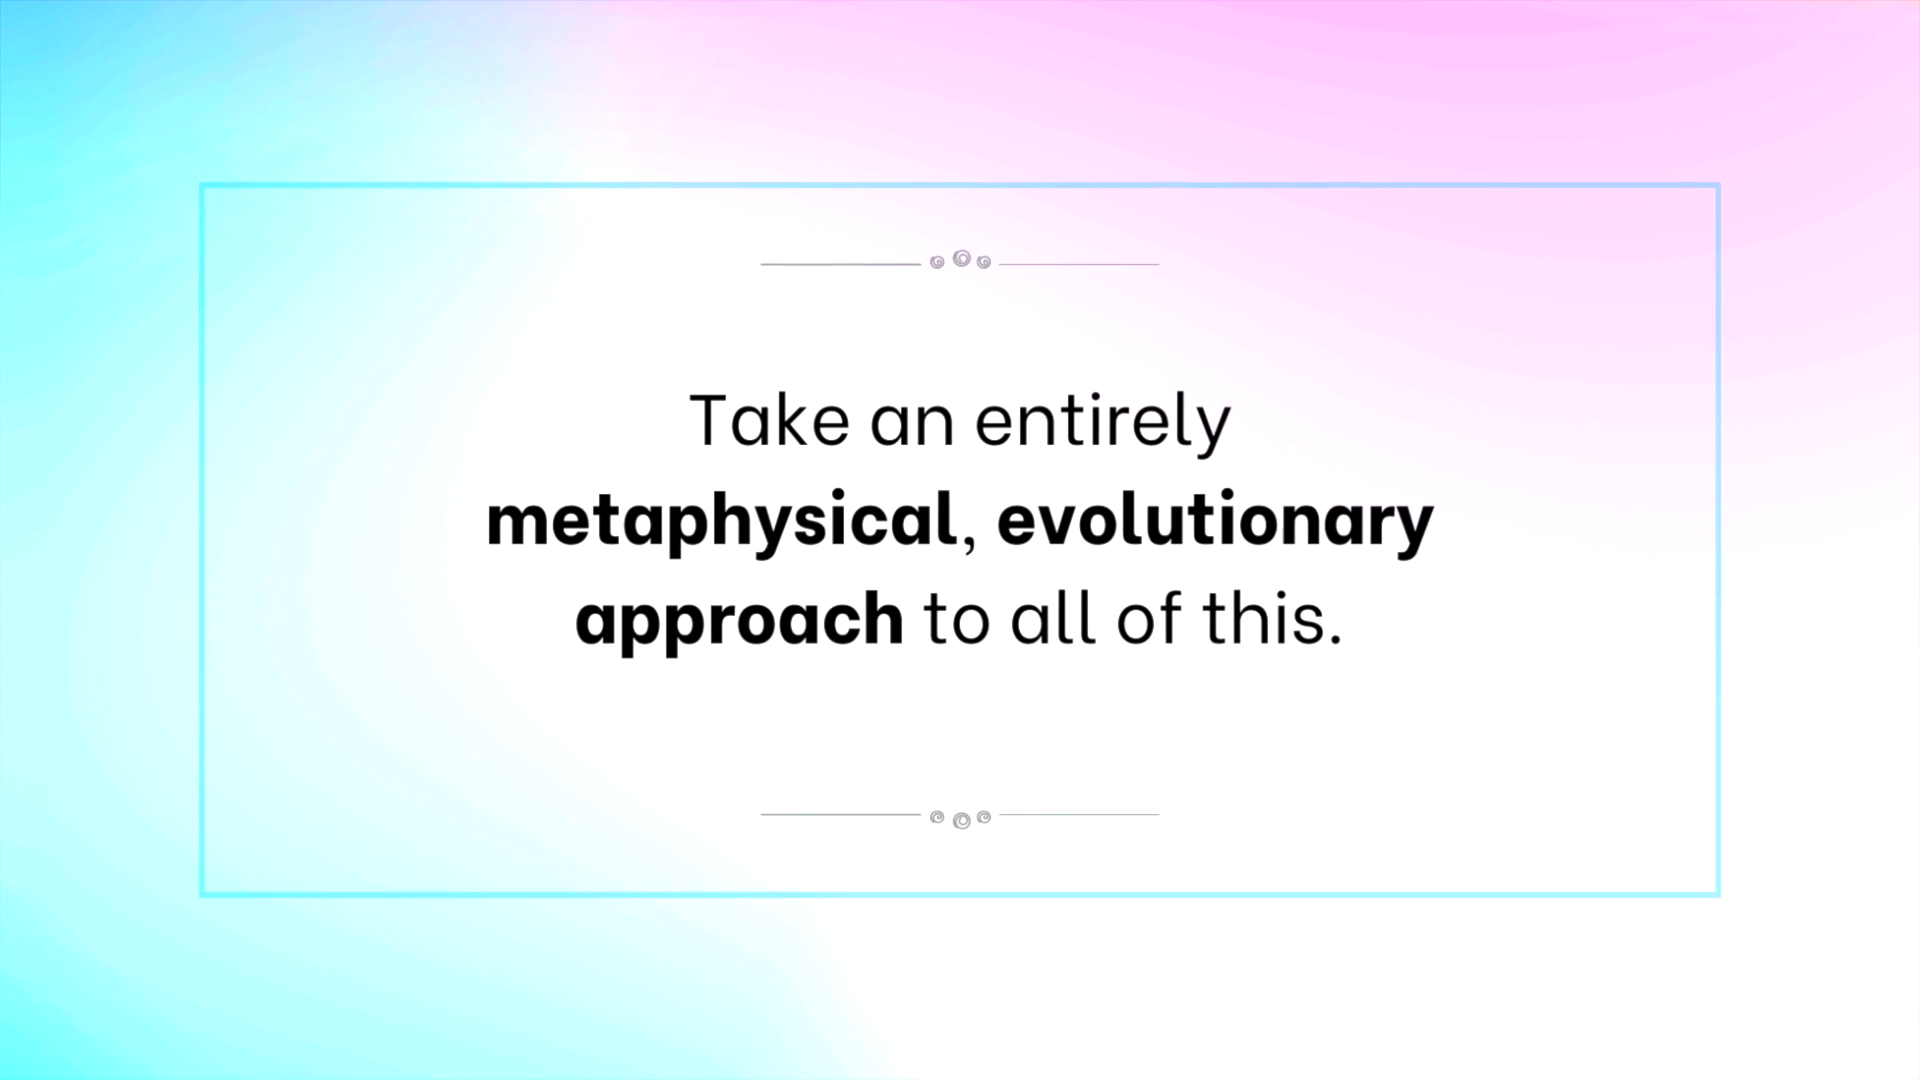 Take an entirely
metaphysical, evolutionary
approach to all of this.